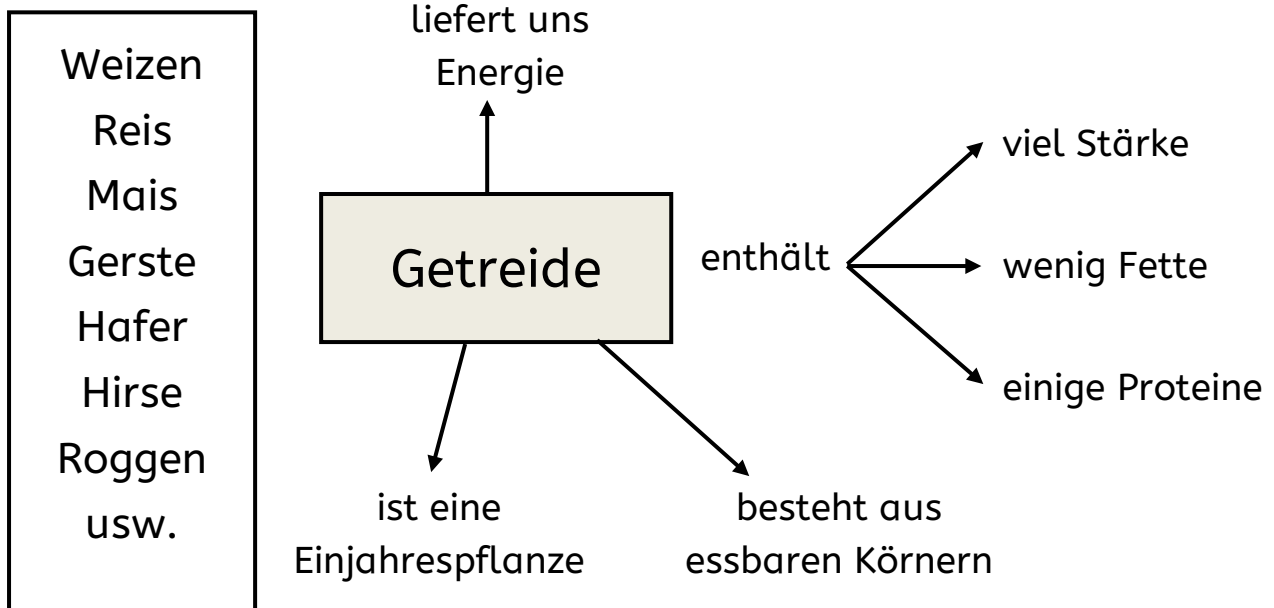 Weizen
Reis
Mais
Gerste
Hafer
Hirse
Roggen
usw.
liefert uns
Energie
Getreide
enthält
viel Stärke
wenig Fette
einige Proteine
ist eine
Einjahrespflanze
besteht aus
essbaren Körnern